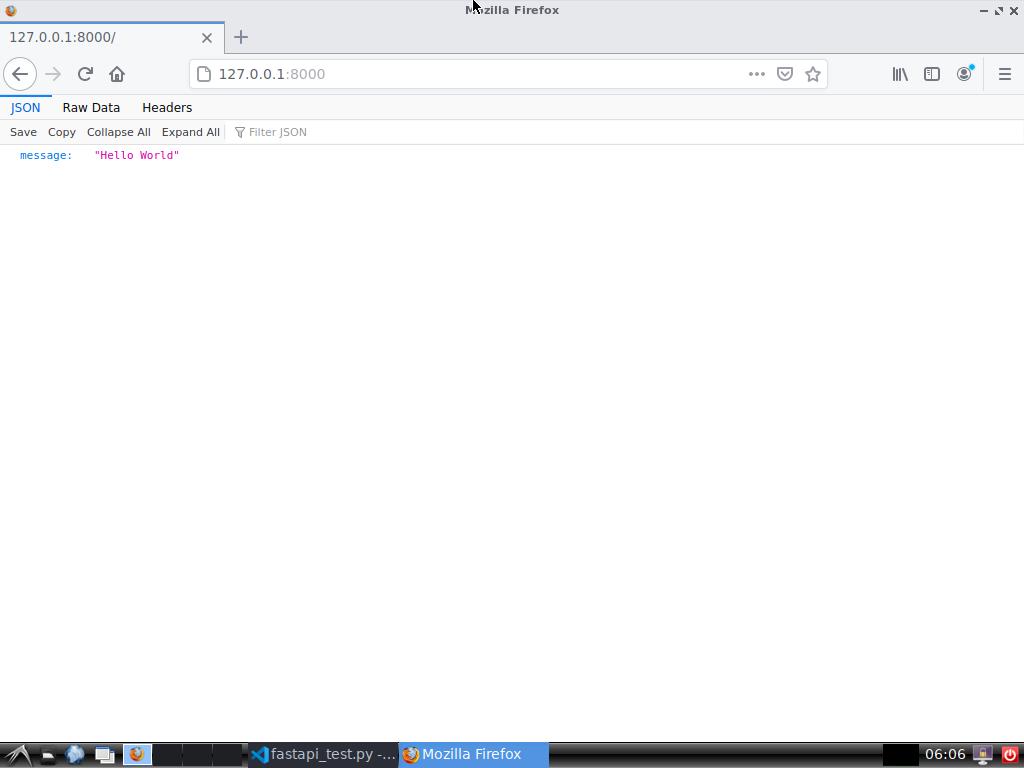 Mozilla Firefox
127.0.0.1:8000/
127.0.0.1:8000
JSON Raw Data Headers
Save Copy Collapse All Expand All Filter JSON
message: "Hello World"
fastapi_test.py -... Mozilla Firefox 06:06